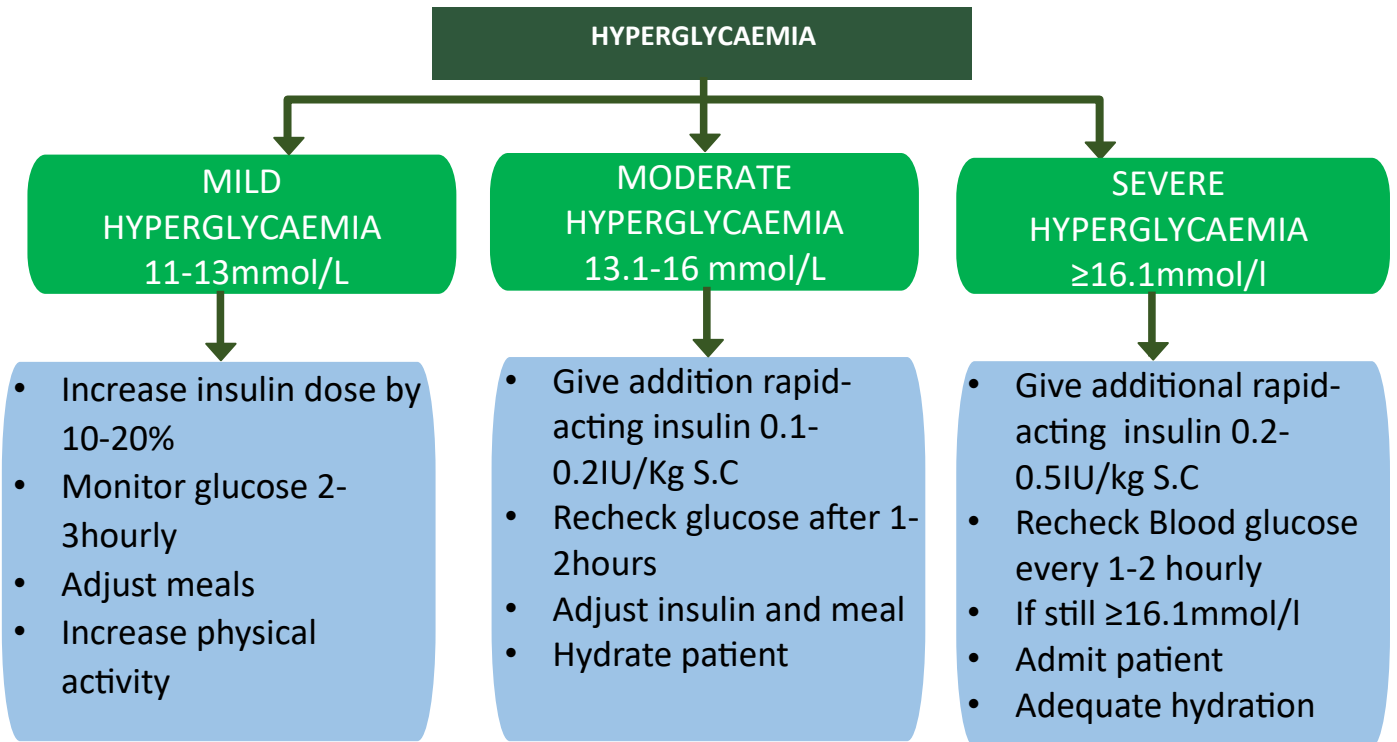 HYPERGLYCAEMIA
MILD
HYPERGLYCAEMIA
11-13mmol/L
MODERATE
HYPERGLYCAEMIA
13.1-16 mmol/L
SEVERE
HYPERGLYCAEMIA
≥16.1mmol/l
• Increase insulin dose by
10-20%
• Monitor glucose 2-
3hourly
• Adjust meals
• Increase physical
activity
• Give addition rapid-
acting insulin 0.1-
0.2IU/Kg S.C
• Recheck glucose after 1-
2hours
• Adjust insulin and meal
• Hydrate patient
• Give additional rapid-
acting  insulin 0.2-
0.5IU/kg S.C
• Recheck Blood glucose
every 1-2 hourly
• If still ≥16.1mmol/l
• Admit patient
• Adequate hydration